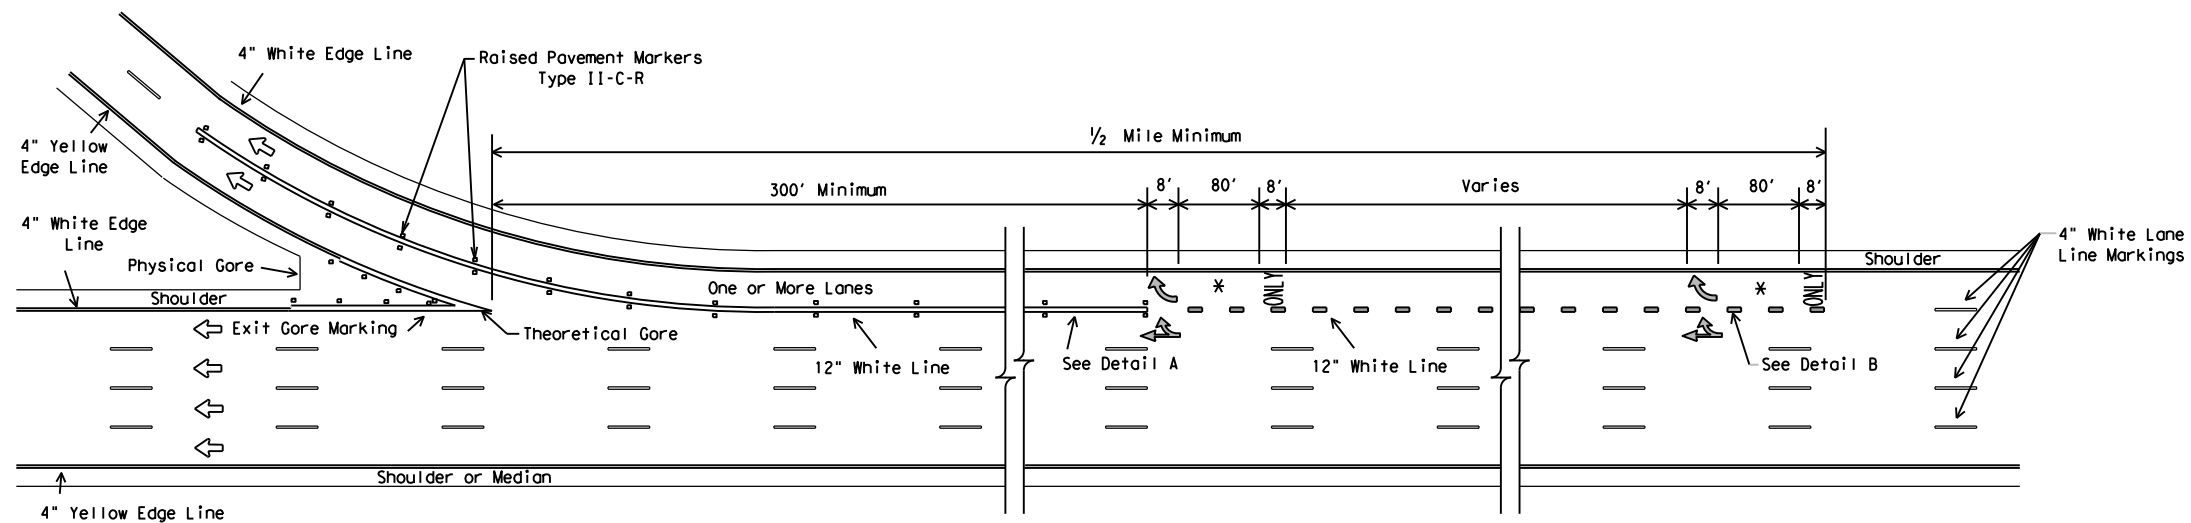 4" White Edge Line
Raised Pavement Markers
Type II-C-R
4" Yellow
Edge Line
½ Mile Minimum
300' Minimum
8'
80'
8'
Varies
8'
80'
8'
4" White Edge
Line
Physical Gore
Shoulder
Exit Gore Marking
Theoretical Gore
One or More Lanes
12" White Line
See Detail A
*
ONLY
12" White Line
*
ONLY
See Detail B
Shoulder
4" White Lane
Line Markings
Shoulder or Median
4" Yellow Edge Line